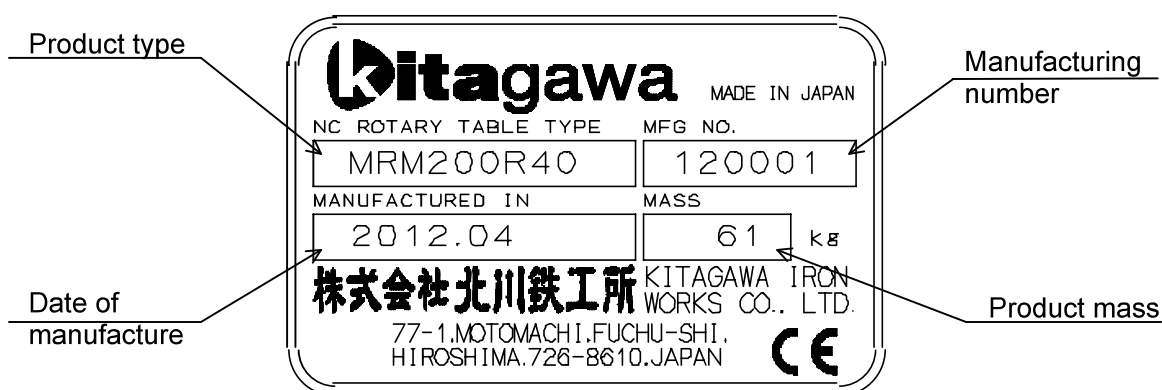 Product type
Manufacturing
number
kitagawa MADE IN JAPAN
NC ROTARY TABLE TYPE MFG NO.
MRM200R40 120001
MANUFACTURED IN MASS
2012.04 61 kg
株式会社北川鉄工所 KITAGAWA IRON
WORKS CO., LTD.
77-1,MOTOMACHI,FUCHU-SHI,
HIROSHIMA,726-8610,JAPAN CE
Date of
manufacture
Product mass